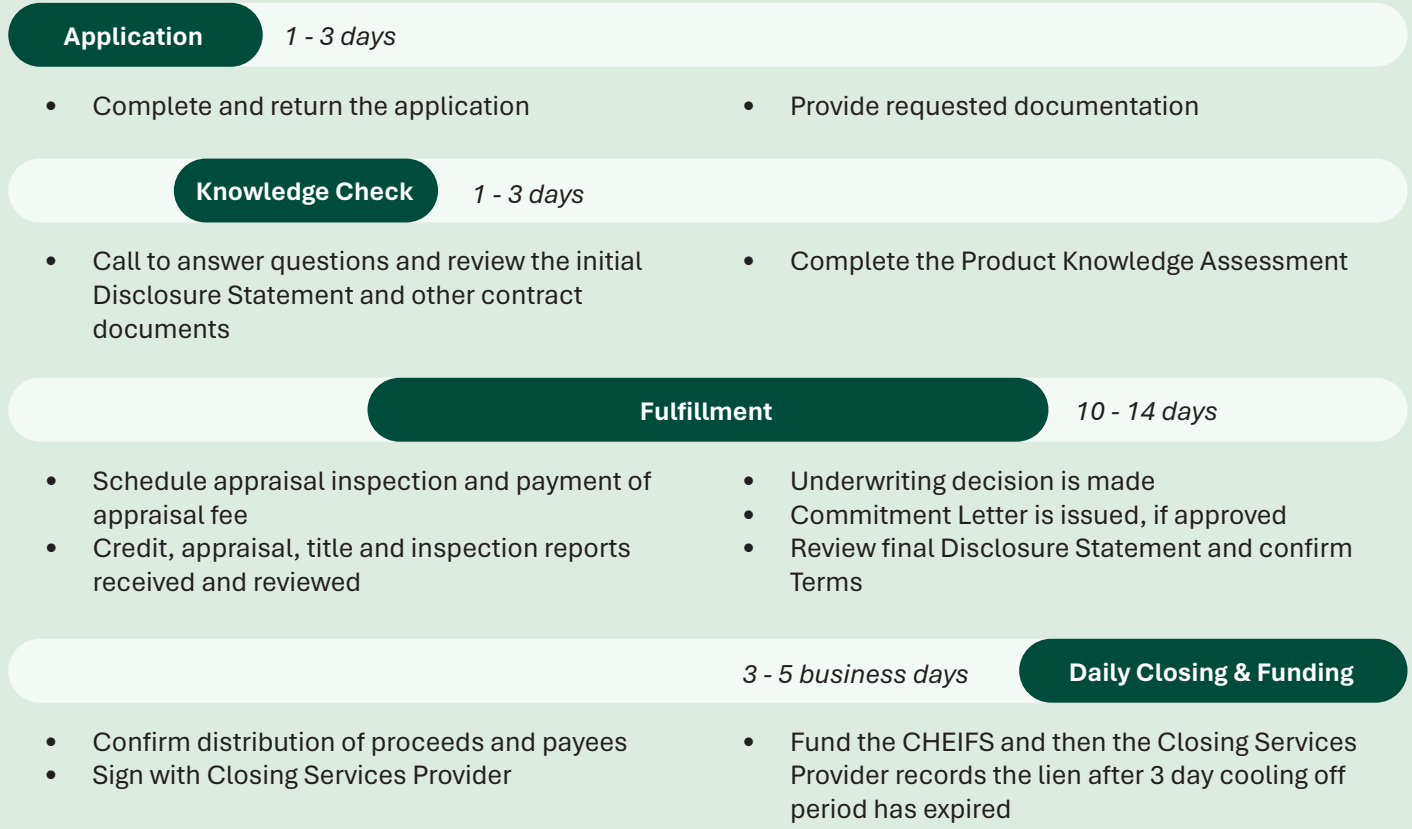 Application
1 - 3 days
• Complete and return the application
• Provide requested documentation
Knowledge Check
1 - 3 days
• Call to answer questions and review the initial
Disclosure Statement and other contract
documents
• Complete the Product Knowledge Assessment
Fulfillment
10 - 14 days
• Schedule appraisal inspection and payment of
appraisal fee
• Credit, appraisal, title and inspection reports
received and reviewed
• Underwriting decision is made
• Commitment Letter is issued, if approved
• Review final Disclosure Statement and confirm
Terms
3 - 5 business days
Daily Closing & Funding
• Confirm distribution of proceeds and payees
• Sign with Closing Services Provider
• Fund the CHEIFS and then the Closing Services
Provider records the lien after 3 day cooling off
period has expired